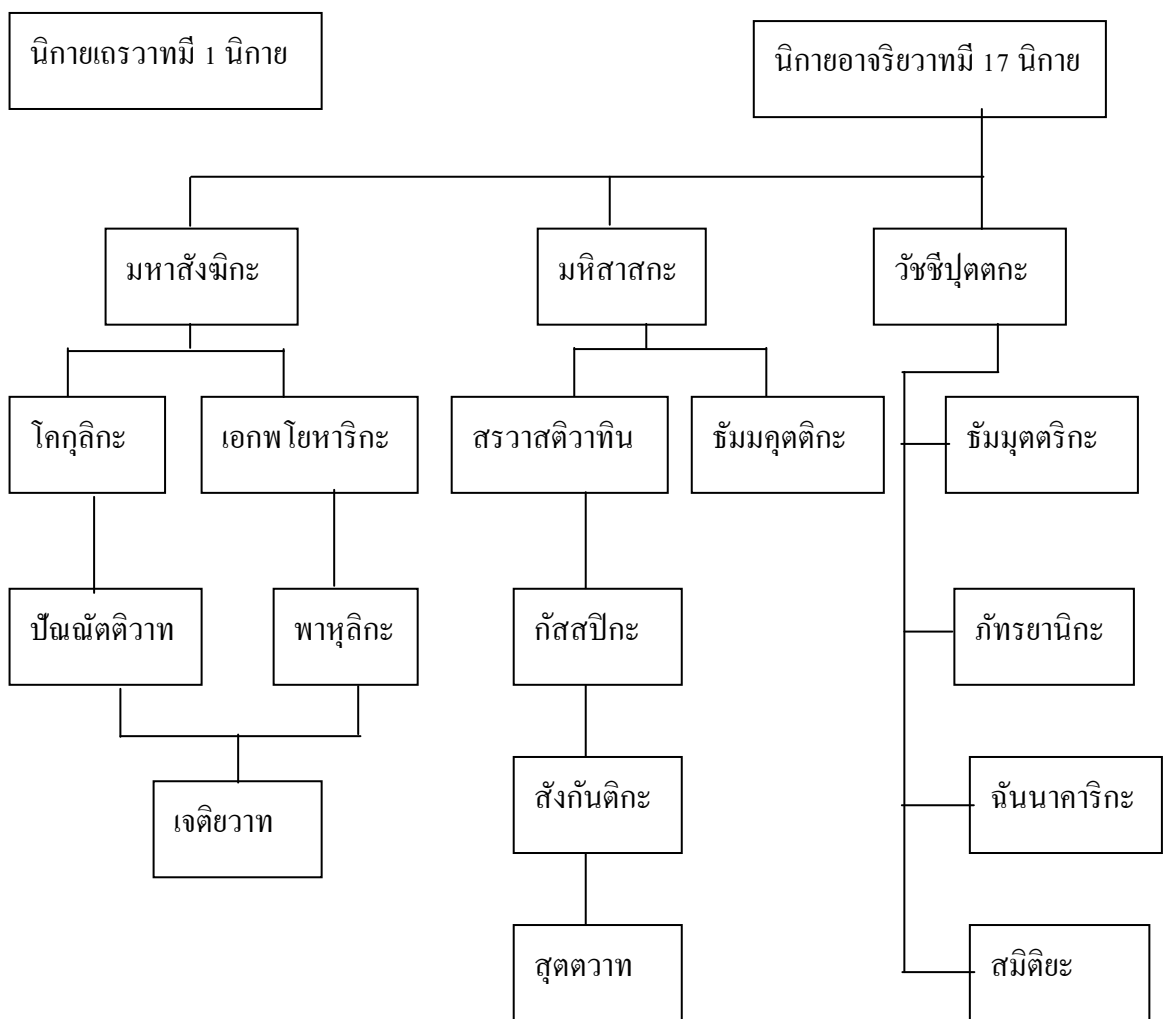 นิกายเถรวาทมี 1 นิกาย
นิกายอาจริยวาทมี 17 นิกาย
มหาสังฆิกะ
มหิสาสกะ
วัชชีปุตตกะ
โคกุลิกะ
เอกพโยหาริกะ
สรวาสติวาทิน
ธัมมคุตติกะ
ธัมมุตตริกะ
ปัณณัตติวาท
พาหุลิกะ
กัสสปิกะ
ภัทรยานิกะ
เจติยวาท
สังกันติกะ
ฉันนาคาริกะ
สุตตวาท
สมิติยะ